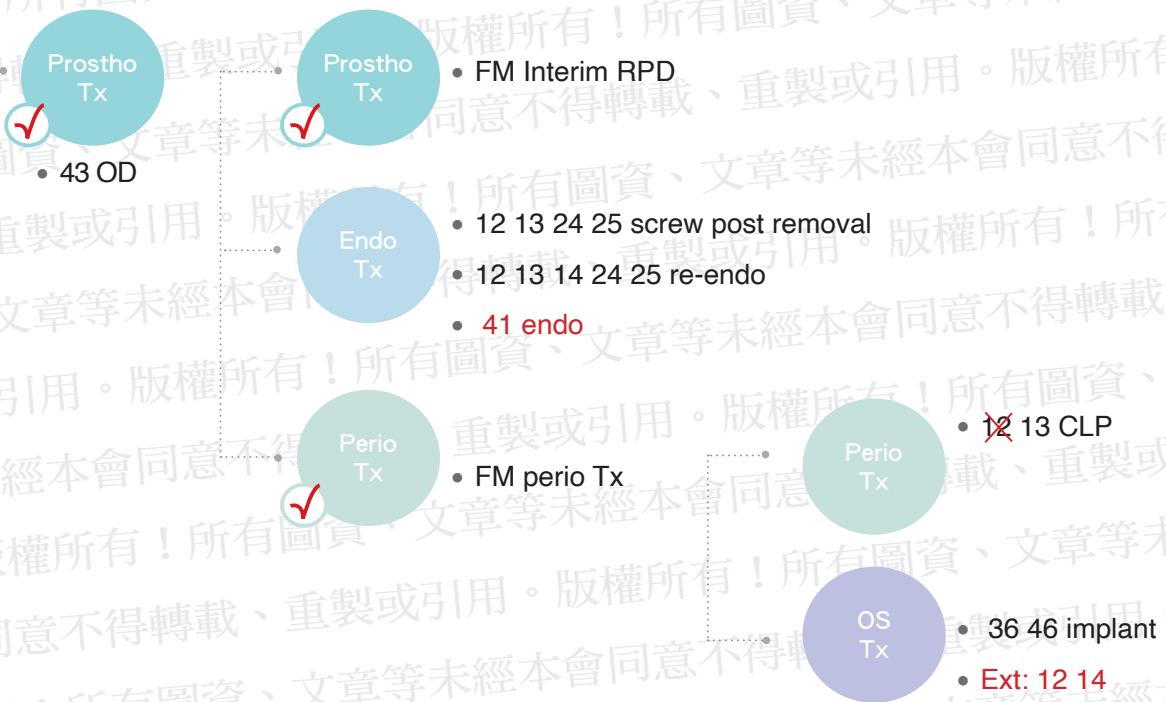 Prostho
Tx
• 43 OD
Prostho
Tx
• FM Interim RPD
Endo
Tx
• 12 13 24 25 screw post removal
• 12 13 14 24 25 re-endo
• 41 endo
Perio
Tx
• FM perio Tx
Perio
Tx
• 12 13 CLP
OS
Tx
• 36 46 implant
• Ext: 12 14
版權所有！所有圖資、文章等未經本會同意不得轉載、重製或引用。